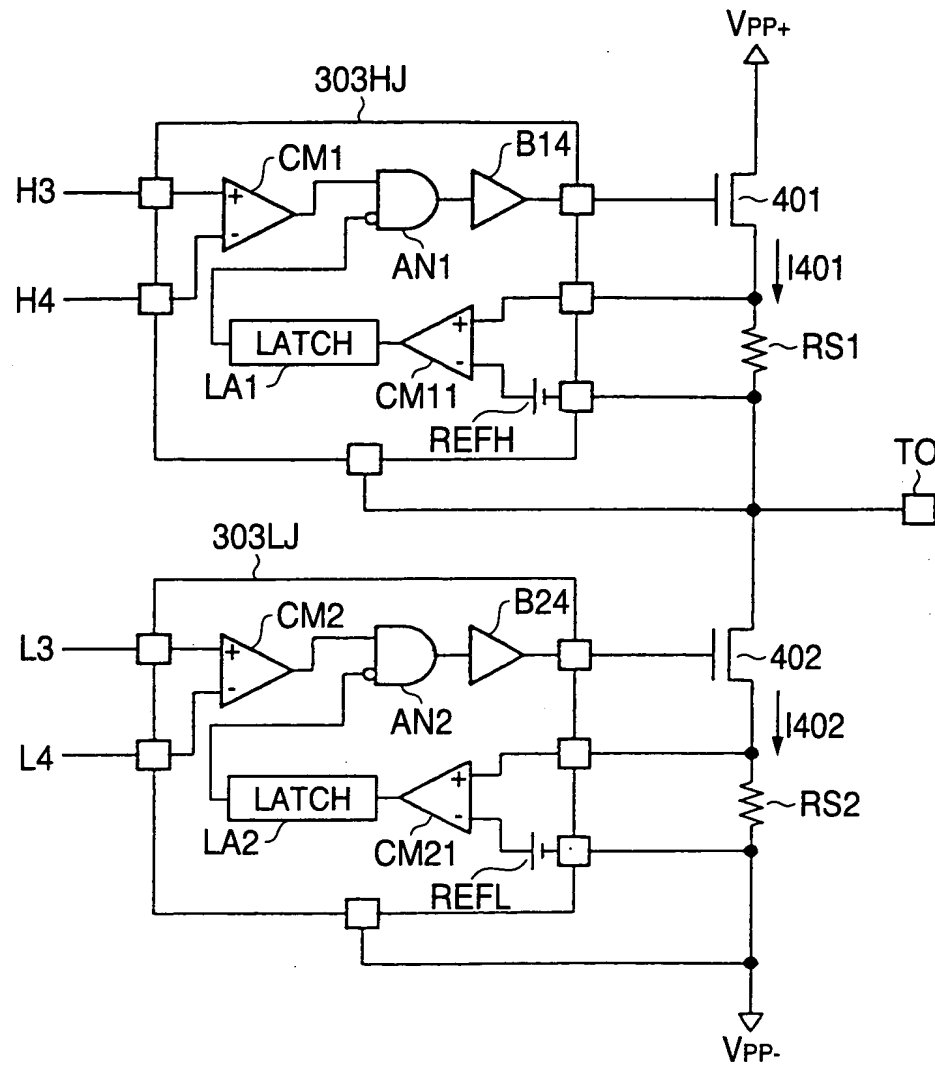 VPP+
303HJ
H3
CM1
B14
+
-
401
AN1
H4
I401
LATCH
+
-
RS1
LA1
CM11
REFH
TO
303LJ
L3
CM2
B24
+
-
402
AN2
L4
I402
LATCH
+
-
RS2
LA2
CM21
REFL
VPP-